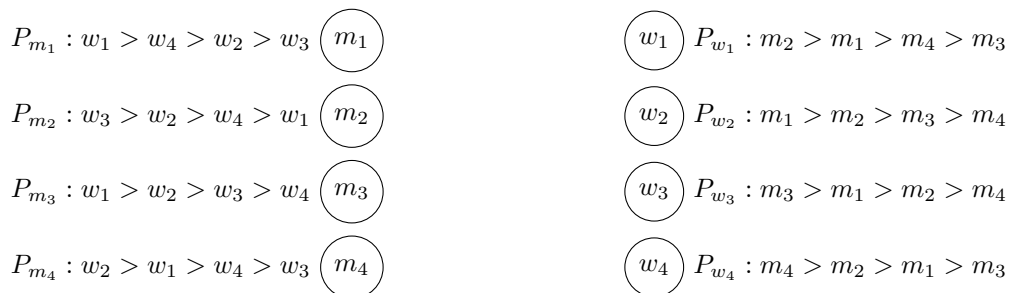 P_{m_1} : w_1 > w_4 > w_2 > w_3 m_1 w_1 P_{w_1} : m_2 > m_1 > m_4 > m_3
P_{m_2} : w_3 > w_2 > w_4 > w_1 m_2 w_2 P_{w_2} : m_1 > m_2 > m_3 > m_4
P_{m_3} : w_1 > w_2 > w_3 > w_4 m_3 w_3 P_{w_3} : m_3 > m_1 > m_2 > m_4
P_{m_4} : w_2 > w_1 > w_4 > w_3 m_4 w_4 P_{w_4} : m_4 > m_2 > m_1 > m_3